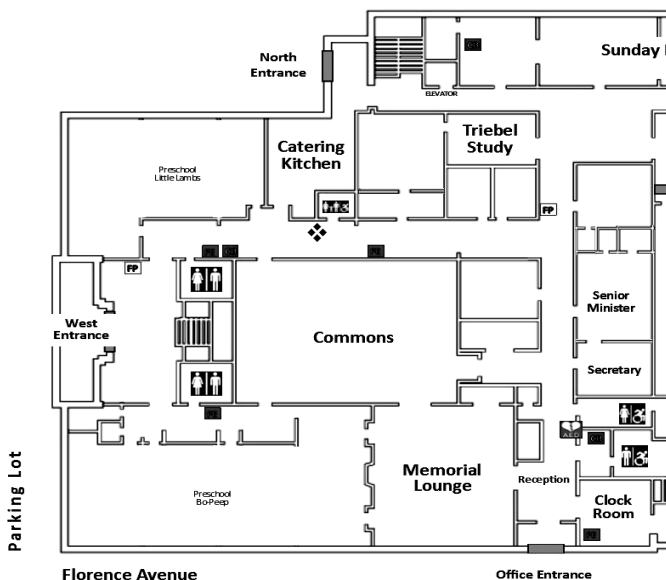 Sunday
North
Entrance
ELEVATOR
Catering
Kitchen
Triebel
Study
Preschool
Little Lambs
FP
FP
West
Entrance
Commons
Senior
Minister
Secretary
AED
Memorial
Lounge
Reception
Preschool
Bo-Peep
Clock
Room
Parking Lot
Florence Avenue
Office Entrance